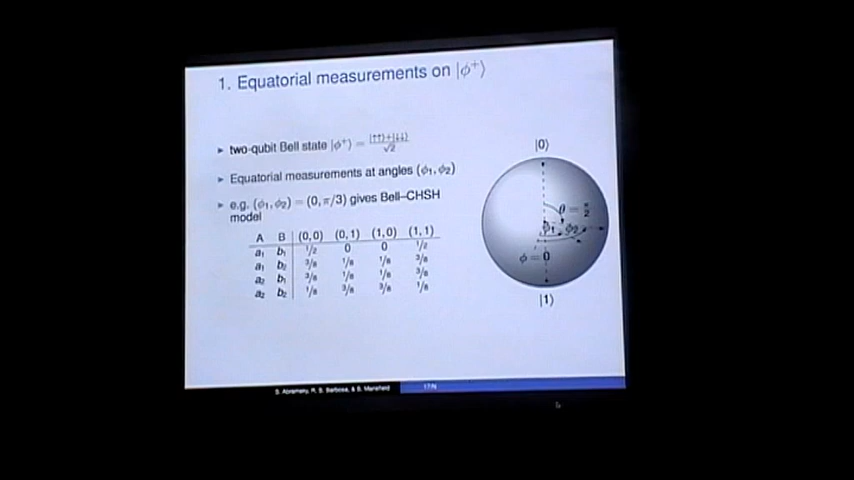 1. Equatorial measurements on |ϕ⁺⟩
▸ two-qubit Bell state |ϕ⁺⟩ = (|↑↑⟩+|↓↓⟩)/√2
▸ Equatorial measurements at angles (ϕ₁, ϕ₂)
▸ e.g. (ϕ₁, ϕ₂) = (0, π/3) gives Bell–CHSH
model
A B (0,0) (0,1) (1,0) (1,1)
a₁ b₁ 1/2 0 0 1/2
a₁ b₂ 3/8 1/8 1/8 3/8
a₂ b₁ 3/8 1/8 1/8 3/8
a₂ b₂ 1/8 3/8 3/8 1/8
|0⟩
θ = π/2
ϕ₁ ϕ₂
ϕ = 0
|1⟩
S. Abramsky, R. S. Barbosa, & S. Mansfield